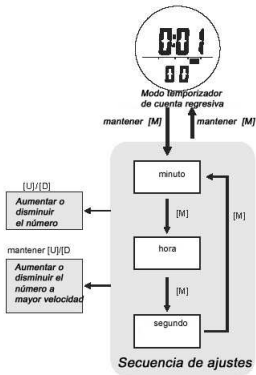 0:01
00
Modo temporizador
de cuenta regresiva
mantener [M]
mantener [M]
minuto
[U]/[D]
Aumentar o
disminuir
el número
[M]
[M]
hora
mantener [U]/[D
Aumentar o
disminuir el
número a
mayor velocidad
[M]
segundo
Secuencia de ajustes